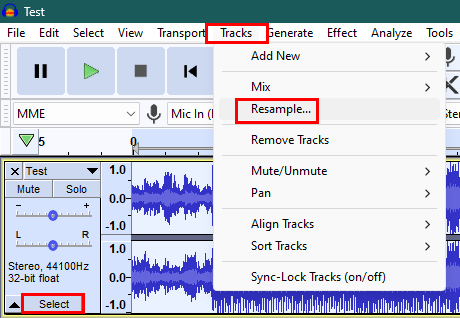 Test
File Edit Select View Transport Tracks Generate Effect Analyze Tools
Add New
Mix
Resample...
Remove Tracks
Mute/Unmute
Pan
Align Tracks
Sort Tracks
Sync-Lock Tracks (on/off)
MME
Mic In (
5
0
Test
Mute Solo
- +
L R
Stereo, 44100Hz
32-bit float
Select
1.0
0.0
-1.0
1.0
0.0
-1.0